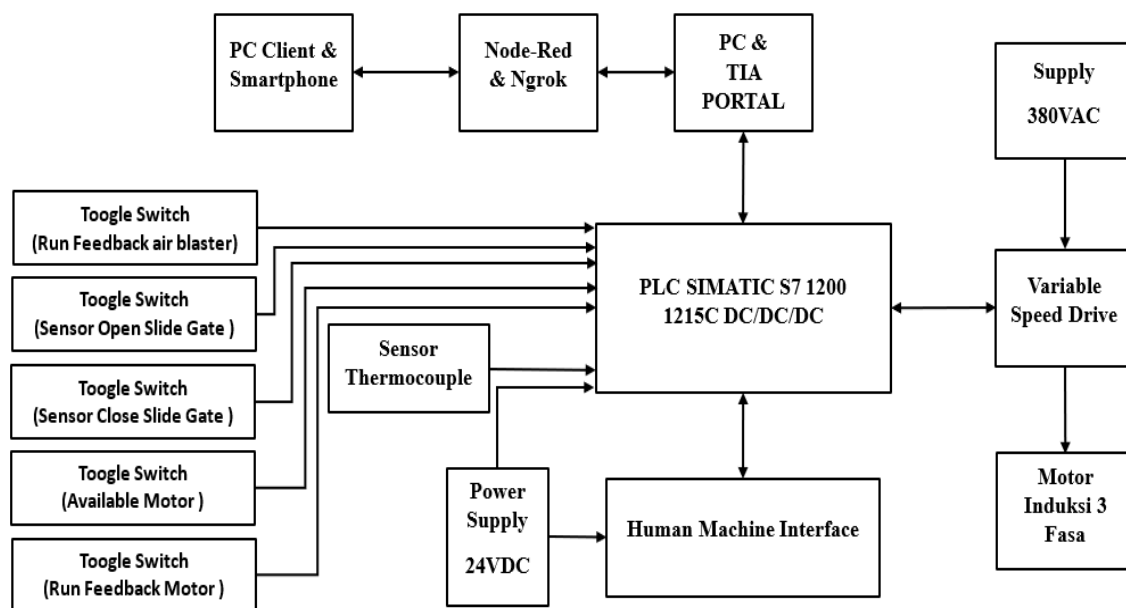 PC Client &
Smartphone
Node-Red
& Ngrok
PC &
TIA
PORTAL
Supply
380VAC
Toogle Switch
(Run Feedback air blaster)
Toogle Switch
(Sensor Open Slide Gate )
Toogle Switch
(Sensor Close Slide Gate )
Toogle Switch
(Available Motor )
Toogle Switch
(Run Feedback Motor )
Sensor
Thermocouple
Power
Supply
24VDC
PLC SIMATIC S7 1200
1215C DC/DC/DC
Human Machine Interface
Variable
Speed Drive
Motor
Induksi 3
Fasa